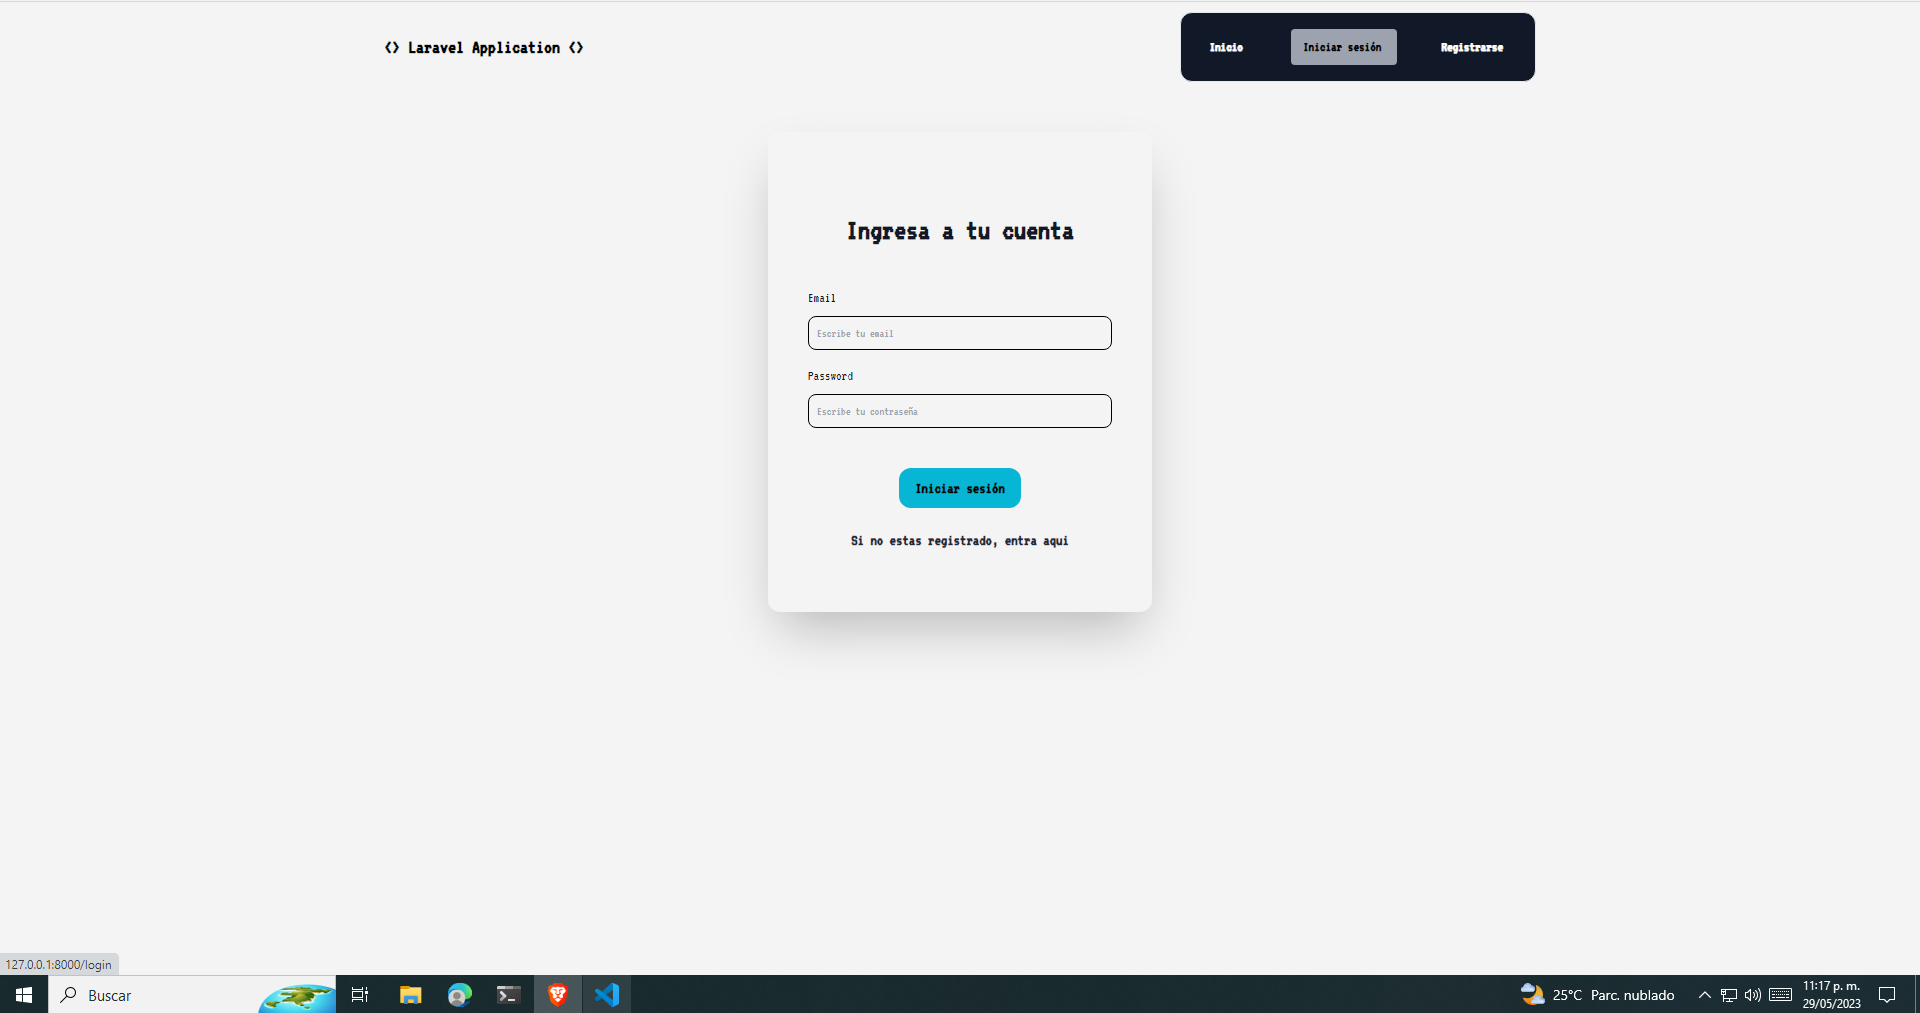 <> Laravel Application <>
Inicio
Iniciar sesión
Registrarse
Ingresa a tu cuenta
Email
Escribe tu email
Password
Escribe tu contraseña
Iniciar sesión
Si no estas registrado, entra aqui
127.0.0.1:8000/login
Buscar
25°C Parc. nublado
11:17 p. m.
29/05/2023